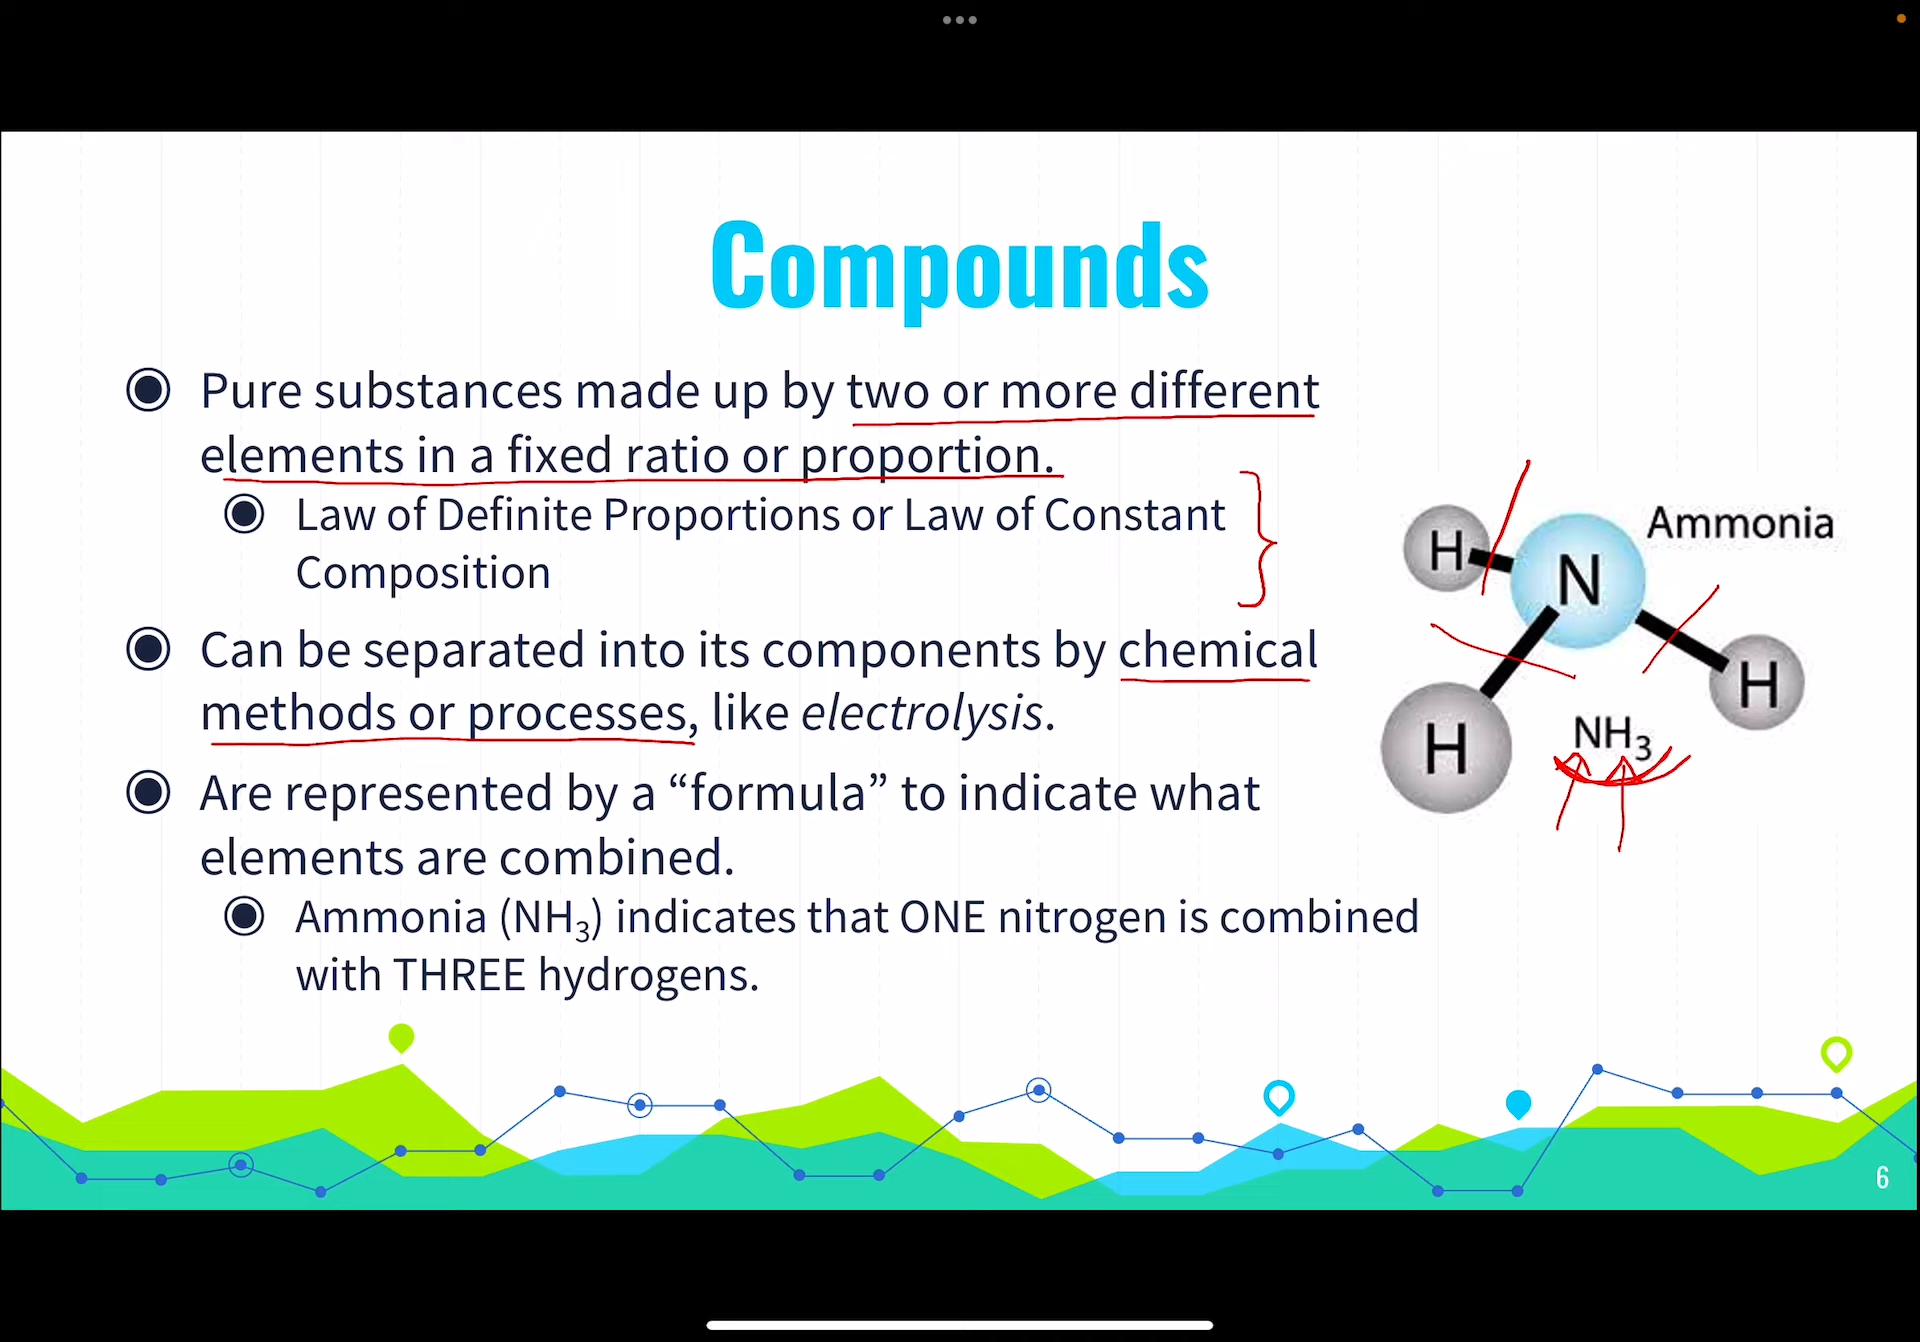 Compounds
Pure substances made up by two or more different
elements in a fixed ratio or proportion.
Law of Definite Proportions or Law of Constant
Composition
Can be separated into its components by chemical
methods or processes, like electrolysis.
Are represented by a “formula” to indicate what
elements are combined.
Ammonia (NH₃) indicates that ONE nitrogen is combined
with THREE hydrogens.
Ammonia
H
N
H
H
NH₃
6